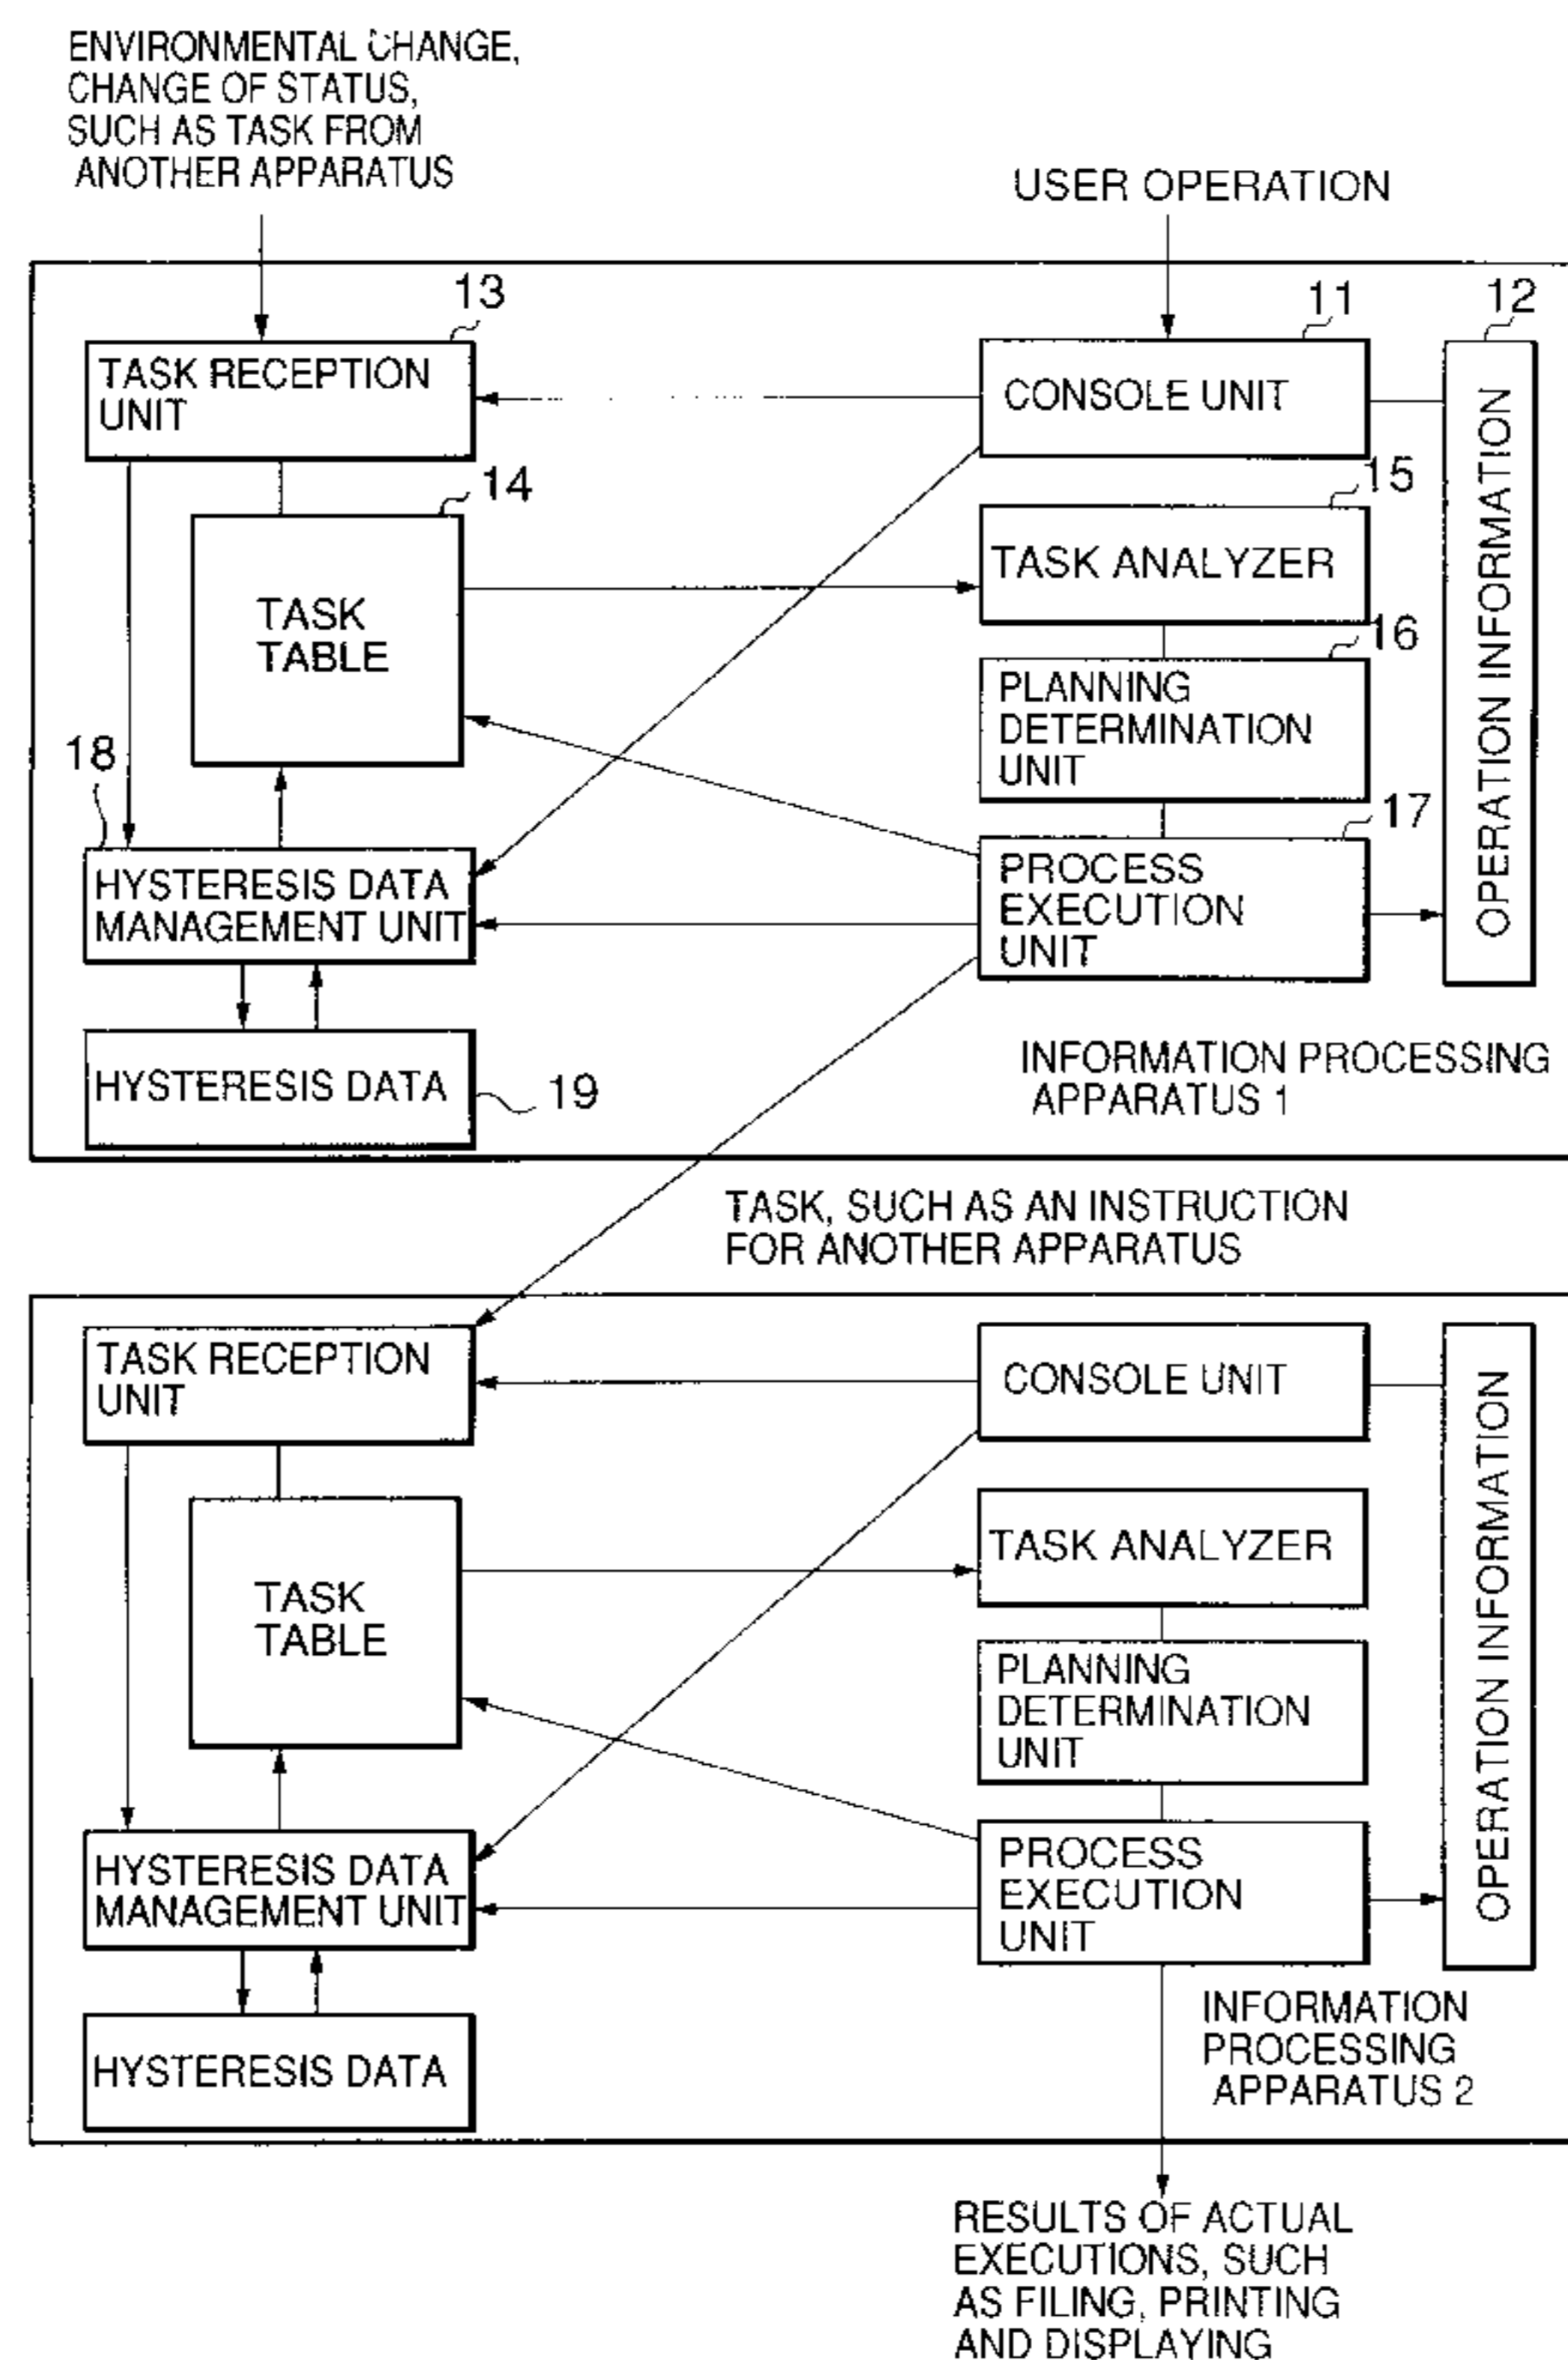 ENVIRONMENTAL CHANGE,
CHANGE OF STATUS,
SUCH AS TASK FROM
ANOTHER APPARATUS
USER OPERATION
13
11
12
TASK RECEPTION
UNIT
CONSOLE UNIT
OPERATION INFORMATION
14
15
TASK
TABLE
TASK ANALYZER
16
PLANNING
DETERMINATION
UNIT
18
17
HYSTERESIS DATA
MANAGEMENT UNIT
PROCESS
EXECUTION
UNIT
HYSTERESIS DATA
19
INFORMATION PROCESSING
APPARATUS 1
TASK, SUCH AS AN INSTRUCTION
FOR ANOTHER APPARATUS
TASK RECEPTION
UNIT
CONSOLE UNIT
OPERATION INFORMATION
TASK
TABLE
TASK ANALYZER
PLANNING
DETERMINATION
UNIT
HYSTERESIS DATA
MANAGEMENT UNIT
PROCESS
EXECUTION
UNIT
HYSTERESIS DATA
INFORMATION
PROCESSING
APPARATUS 2
RESULTS OF ACTUAL
EXECUTIONS, SUCH
AS FILING, PRINTING
AND DISPLAYING